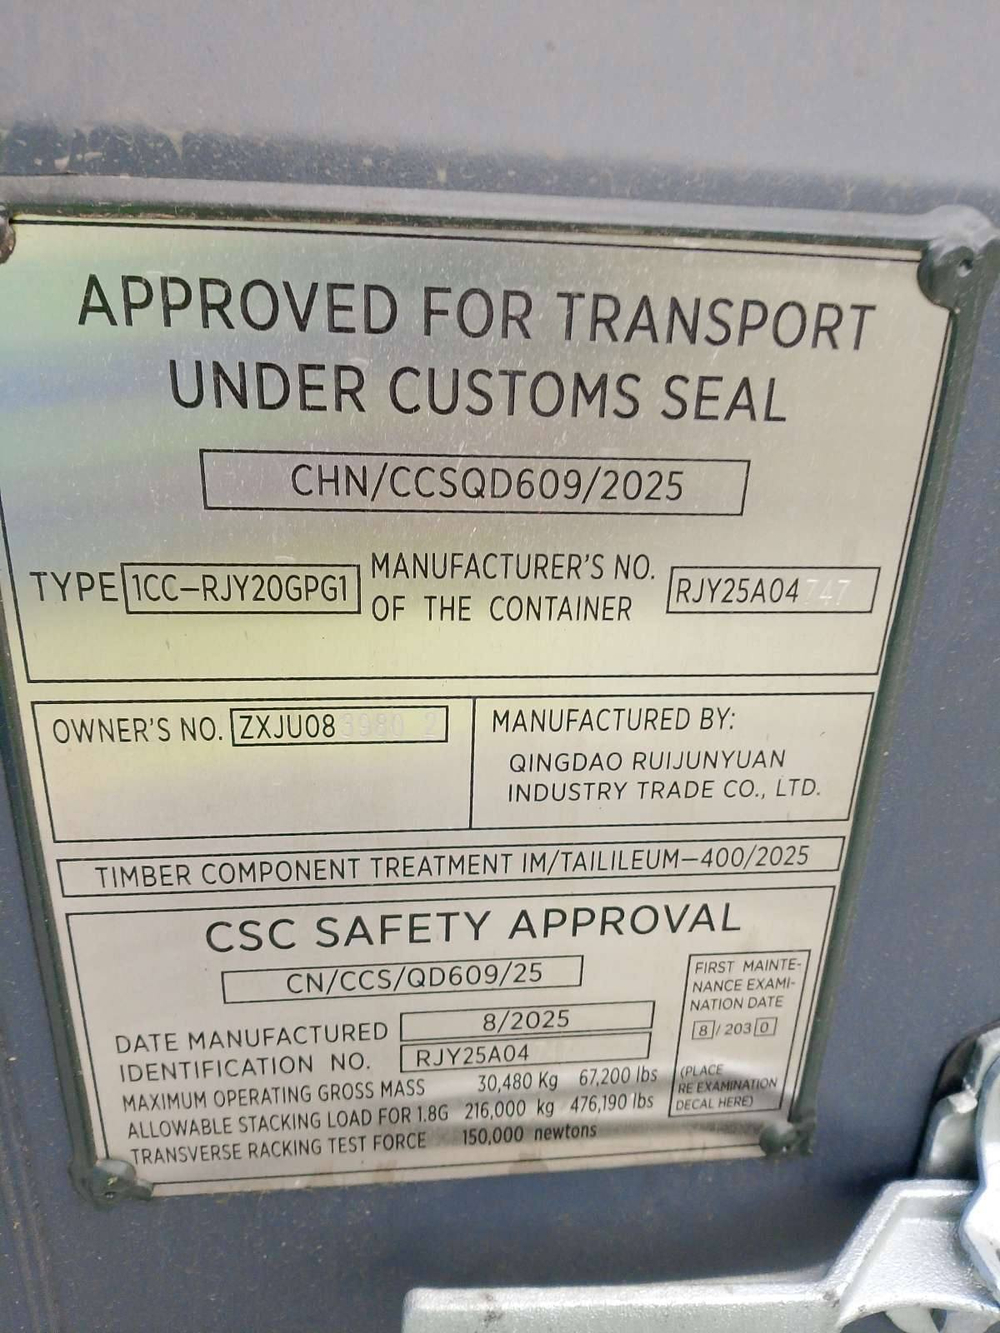 APPROVED FOR TRANSPORT
UNDER CUSTOMS SEAL
CHN/CCSQD609/2025
TYPE 1CC-RJY20GPG1 MANUFACTURER'S NO. OF THE CONTAINER RJY25A04747
OWNER'S NO. ZXJU08
MANUFACTURED BY:
QINGDAO RUIJUNYUAN
INDUSTRY TRADE CO., LTD.
TIMBER COMPONENT TREATMENT IM/TAILILEUM-400/2025
CSC SAFETY APPROVAL
CN/CCS/QD609/25
DATE MANUFACTURED 8/2025
IDENTIFICATION NO. RJY25A04
MAXIMUM OPERATING GROSS MASS 30,480 Kg 67,200 lbs
ALLOWABLE STACKING LOAD FOR 1.8G 216,000 kg 476,190 lbs
TRANSVERSE RACKING TEST FORCE 150,000 newtons
FIRST MAINTE-
NANCE EXAMI-
NATION DATE
8/2030
(PLACE
RE EXAMINATION
DECAL HERE)